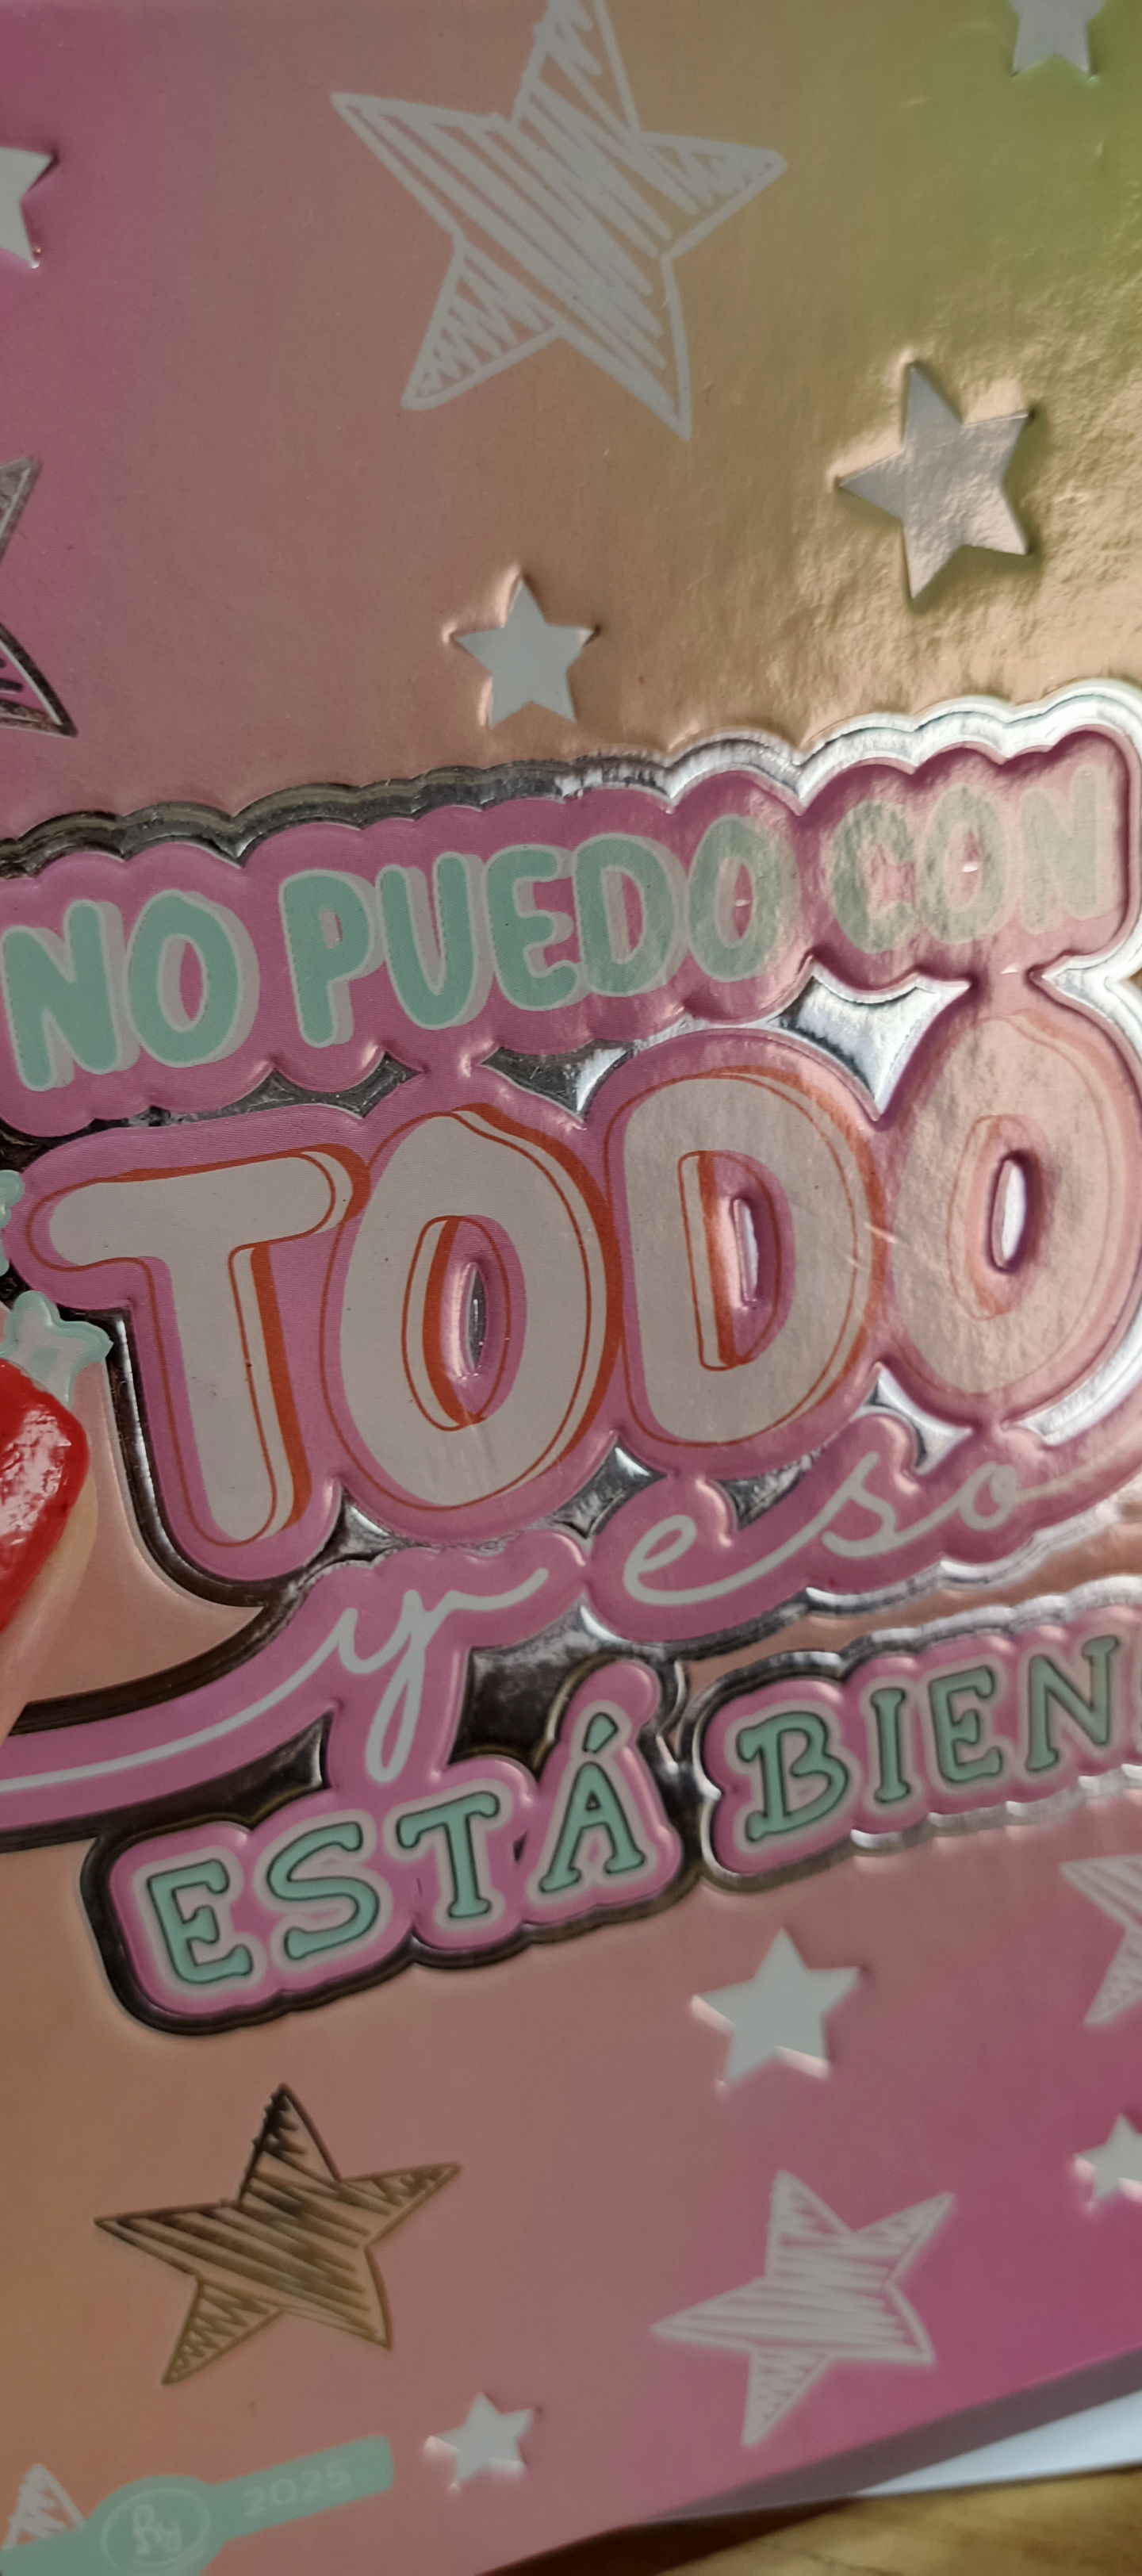 NO PUEDO CON
TODO
y eso
ESTÁ BIEN
2025